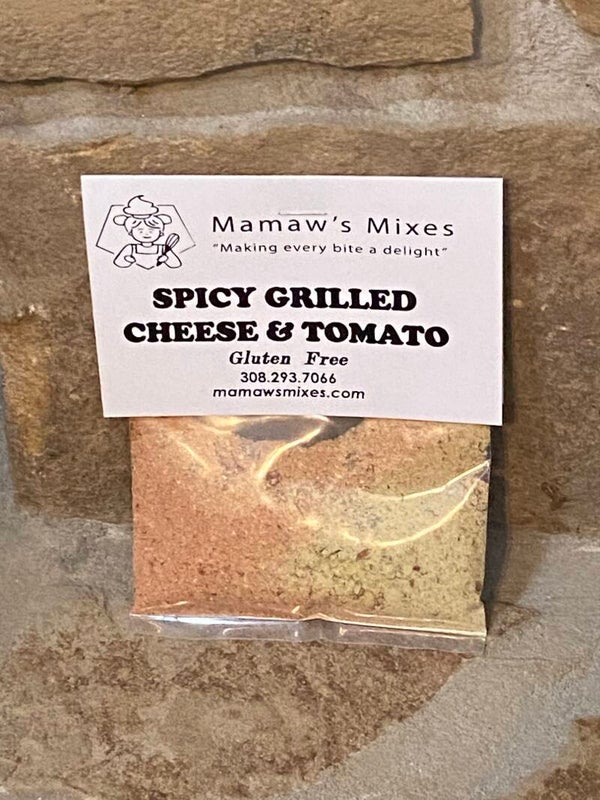 Mamaw's Mixes
"Making every bite a delight"
SPICY GRILLED
CHEESE & TOMATO
Gluten Free
308.293.7066
mamawsmixes.com